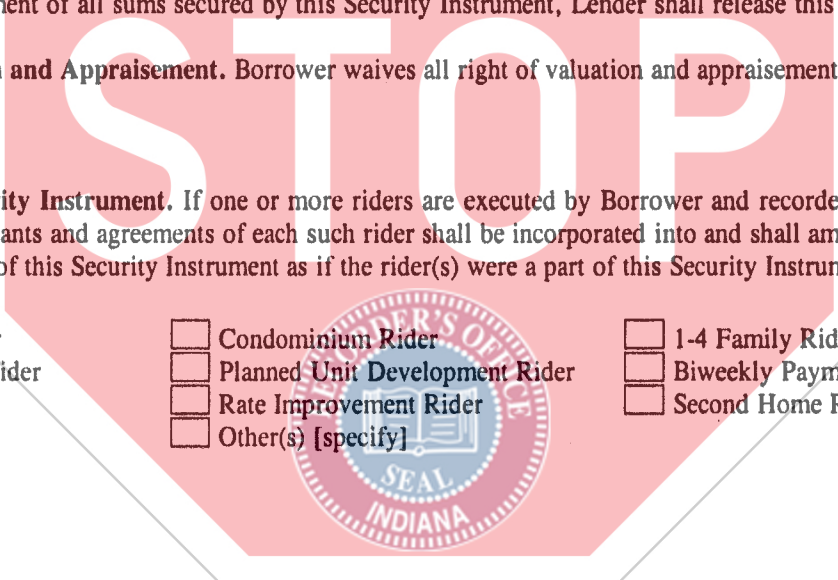 STOP
ment of all sums secured by this Security Instrument, Lender shall release this
and Appraisement. Borrower waives all right of valuation and appraisement
ity Instrument. If one or more riders are executed by Borrower and recorde
ants and agreements of each such rider shall be incorporated into and shall am
of this Security Instrument as if the rider(s) were a part of this Security Instrum
Condominium Rider 1-4 Family Rid
ider Planned Unit Development Rider Biweekly Paym
Rate Improvement Rider Second Home R
Other(s) [specify]
RECORDER'S OFFICE
SEAL
INDIANA